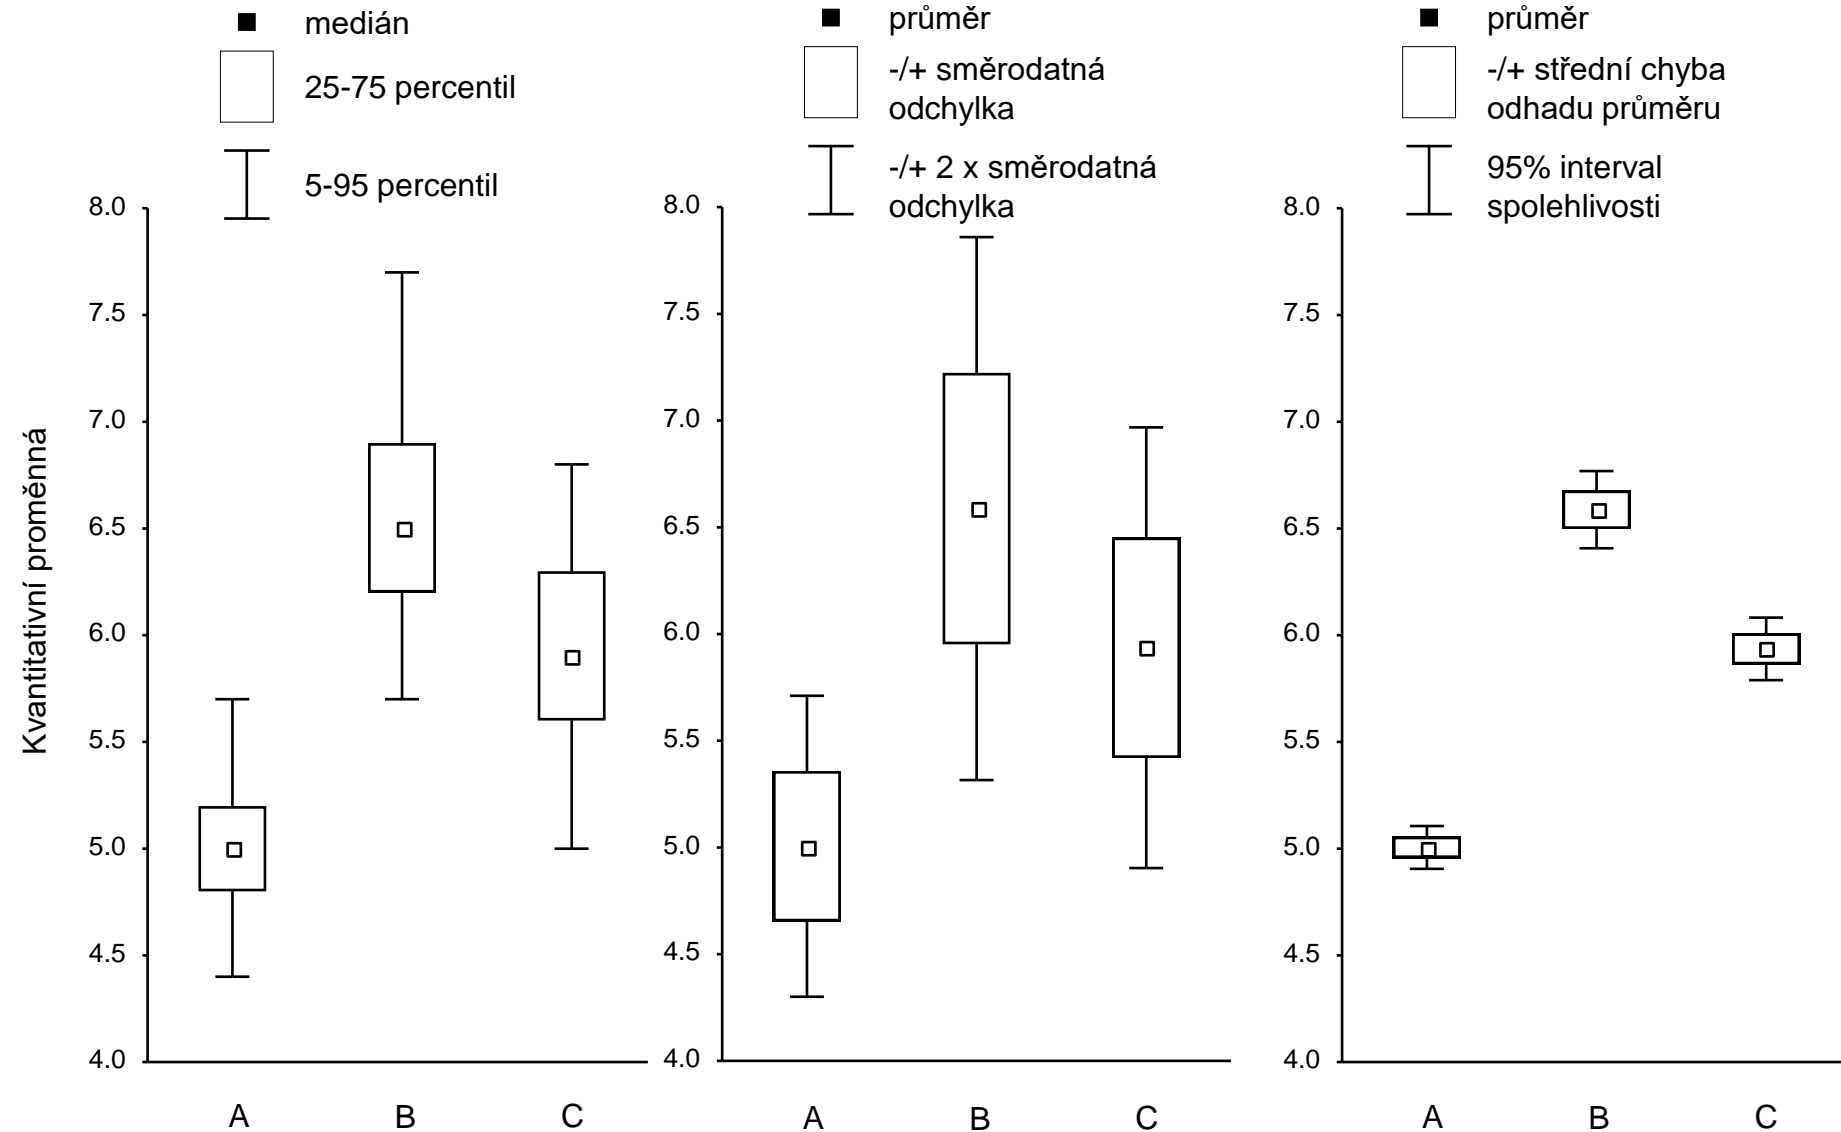 medián
25-75 percentil
5-95 percentil
průměr
-/+ směrodatná
odchylka
-/+ 2 x směrodatná
odchylka
průměr
-/+ střední chyba
odhadu průměru
95% interval
spolehlivosti
Kvantitativní proměnná
8.0
7.5
7.0
6.5
6.0
5.5
5.0
4.5
4.0
A B C
8.0
7.5
7.0
6.5
6.0
5.5
5.0
4.5
4.0
A B C
8.0
7.5
7.0
6.5
6.0
5.5
5.0
4.5
4.0
A B C